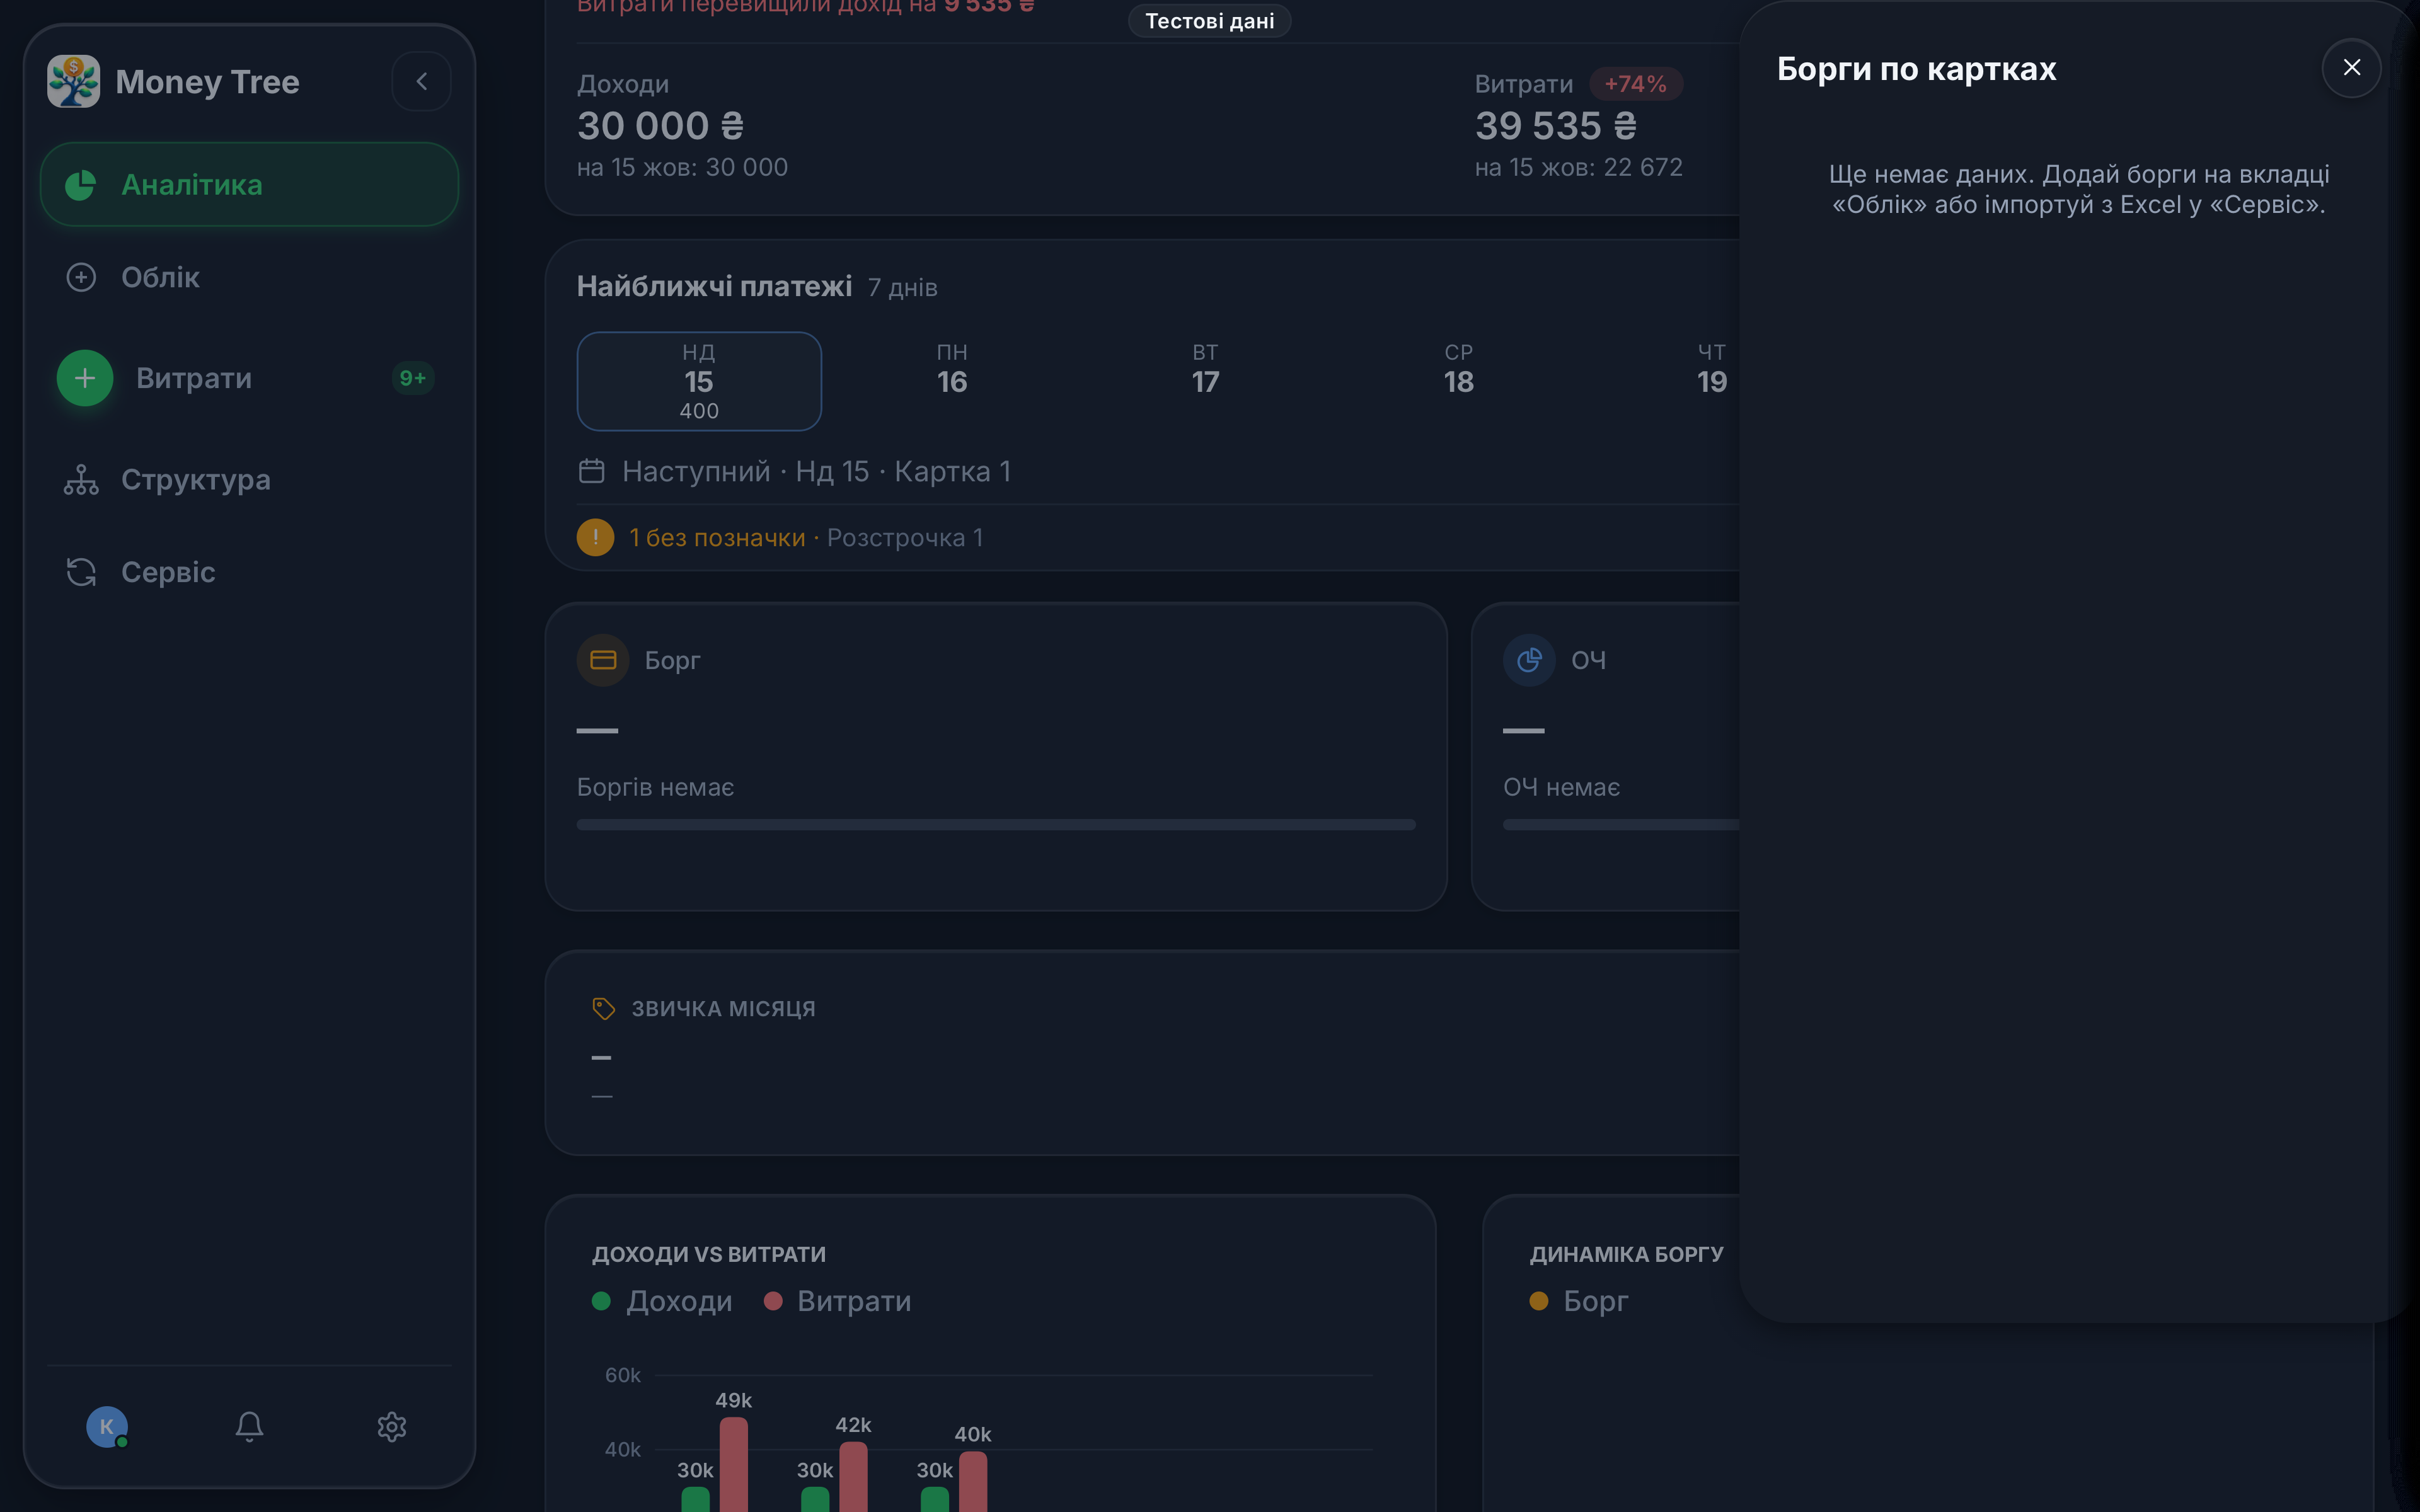 Money Tree
Аналітика
Облік
Витрати 9+
Структура
Сервіс
K
Витрати перевищили дохід на 9 535 ₴
Тестові дані
Доходи
30 000 ₴
на 15 жов: 30 000
Витрати +74%
39 535 ₴
на 15 жов: 22 672
Найближчі платежі 7 днів
НД
15
400
ПН
16
ВТ
17
СР
18
ЧТ
19
Наступний · Нд 15 · Картка 1
! 1 без позначки · Розстрочка 1
Борг
—
Боргів немає
ОЧ
—
ОЧ немає
ЗВИЧКА МІСЯЦЯ
–
—
ДОХОДИ VS ВИТРАТИ
Доходи Витрати
60k
40k
49k
42k
40k
30k
30k
30k
ДИНАМІКА БОРГУ
Борг
Борги по картках
Ще немає даних. Додай борги на вкладці
«Облік» або імпортуй з Excel у «Сервіс».